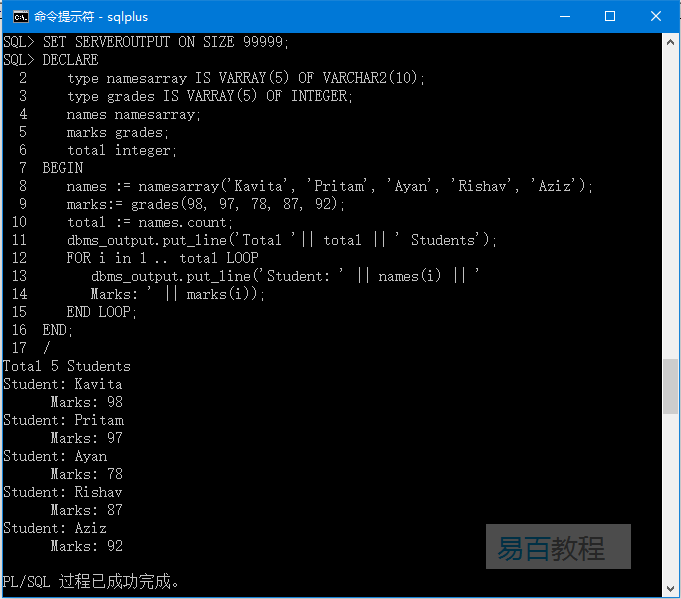 命令提示符 - sqlplus
SQL> SET SERVEROUTPUT ON SIZE 99999;
SQL> DECLARE
  2     type namesarray IS VARRAY(5) OF VARCHAR2(10);
  3     type grades IS VARRAY(5) OF INTEGER;
  4     names namesarray;
  5     marks grades;
  6     total integer;
  7  BEGIN
  8     names := namesarray('Kavita', 'Pritam', 'Ayan', 'Rishav', 'Aziz');
  9     marks:= grades(98, 97, 78, 87, 92);
 10     total := names.count;
 11     dbms_output.put_line('Total '|| total || ' Students');
 12     FOR i in 1 .. total LOOP
 13        dbms_output.put_line('Student: ' || names(i) || '
 14        Marks: ' || marks(i));
 15     END LOOP;
 16  END;
 17  /
Total 5 Students
Student: Kavita
      Marks: 98
Student: Pritam
      Marks: 97
Student: Ayan
      Marks: 78
Student: Rishav
      Marks: 87
Student: Aziz
      Marks: 92
易百教程
PL/SQL 过程已成功完成。